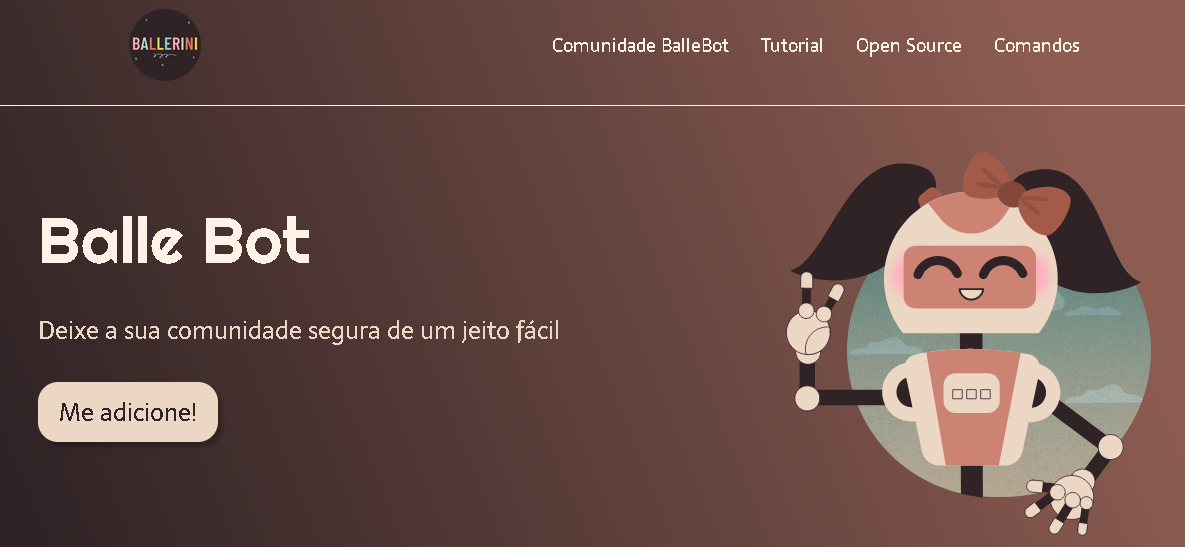 BALLERINI
Comunidade BalleBot Tutorial Open Source Comandos
Balle Bot
Deixe a sua comunidade segura de um jeito fácil
Me adicione!